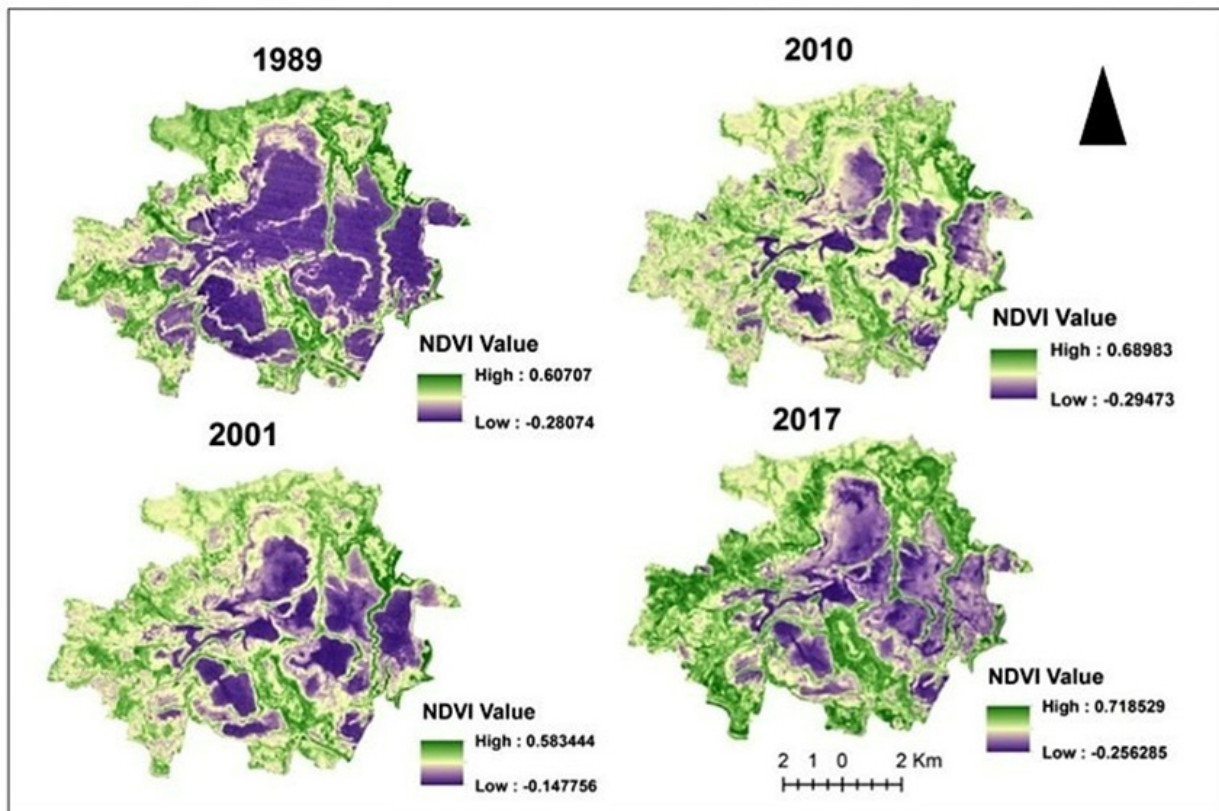 1989
NDVI Value
High : 0.60707
Low : -0.28074
2010
NDVI Value
High : 0.68983
Low : -0.29473
2001
NDVI Value
High : 0.583444
Low : -0.147756
2017
NDVI Value
High : 0.718529
Low : -0.256285
2 1 0 2 Km